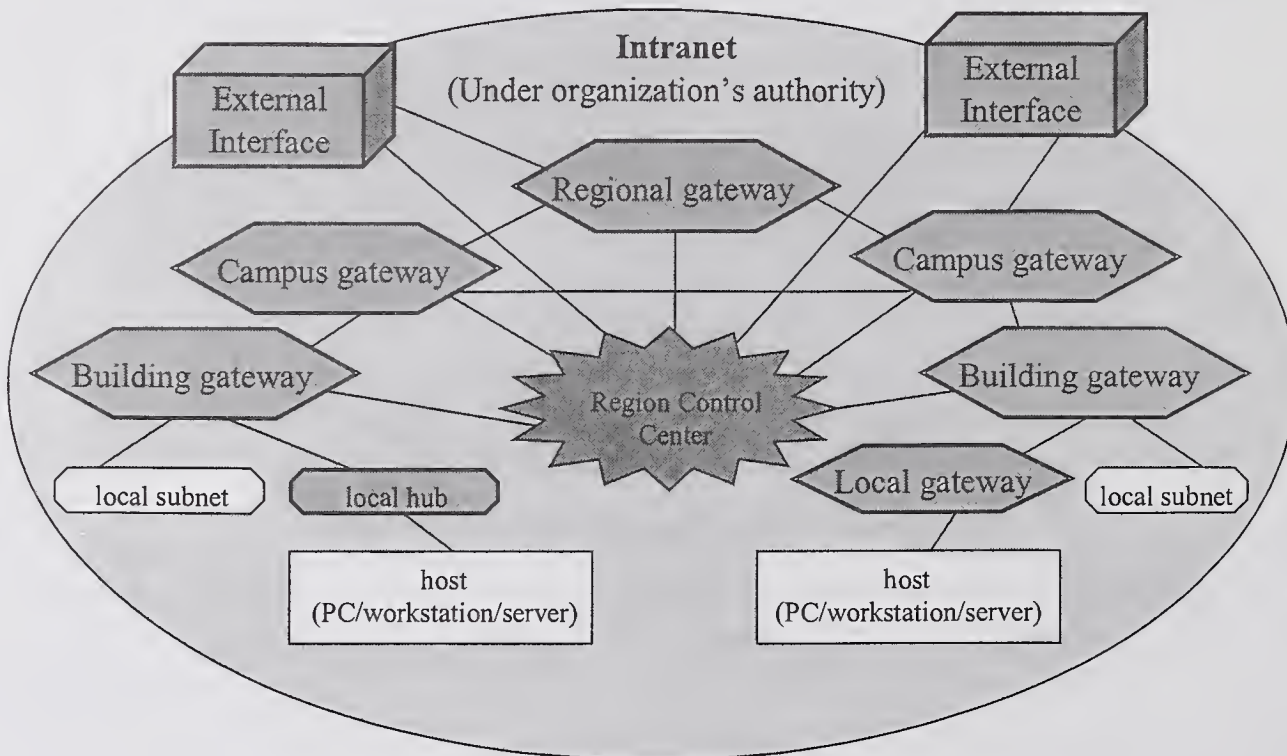 Intranet
(Under organization's authority)
External
Interface
External
Interface
Regional gateway
Campus gateway
Campus gateway
Building gateway
Region Control
Center
Building gateway
local subnet
local hub
Local gateway
local subnet
host
(PC/workstation/server)
host
(PC/workstation/server)